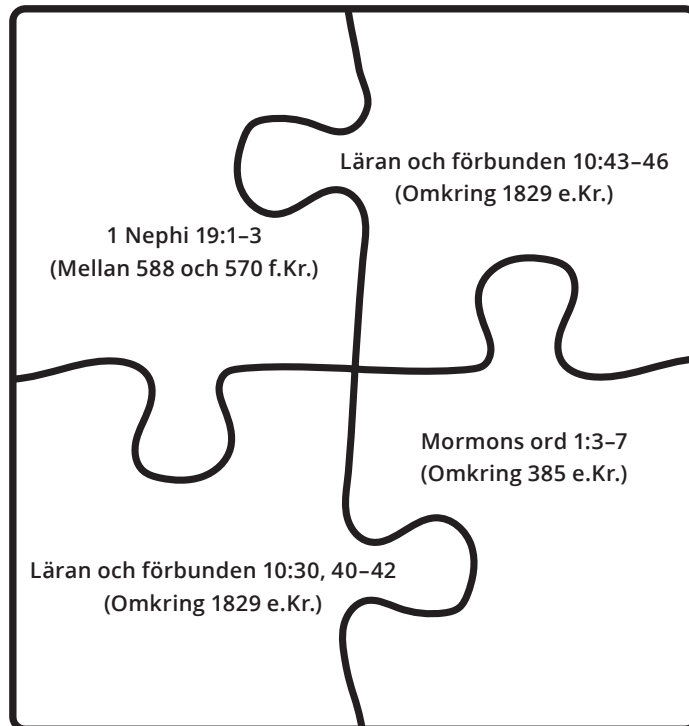 1 Nephi 19:1–3
(Mellan 588 och 570 f.Kr.)
Läran och förbunden 10:43–46
(Omkring 1829 e.Kr.)
Läran och förbunden 10:30, 40–42
(Omkring 1829 e.Kr.)
Mormons ord 1:3–7
(Omkring 385 e.Kr.)